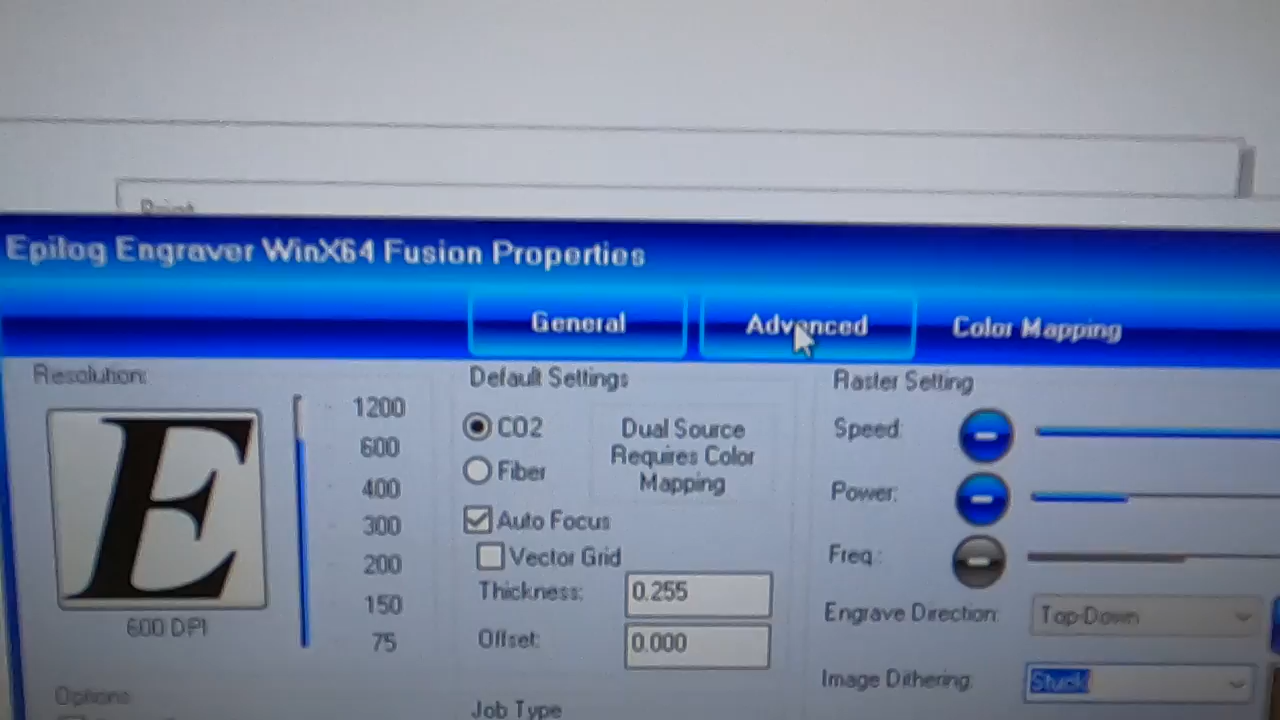 Print
Epilog Engraver WinX64 Fusion Properties
General
Advanced
Color Mapping
Resolution:
E
600 DPI
1200
600
400
300
200
150
75
Options
Default Settings
CO2
Fiber
Dual Source
Requires Color
Mapping
Auto Focus
Vector Grid
Thickness: 0.255
Offset: 0.000
Job Type
Raster Setting
Speed:
Power:
Freq.:
Engrave Direction: Top-Down
Image Dithering: